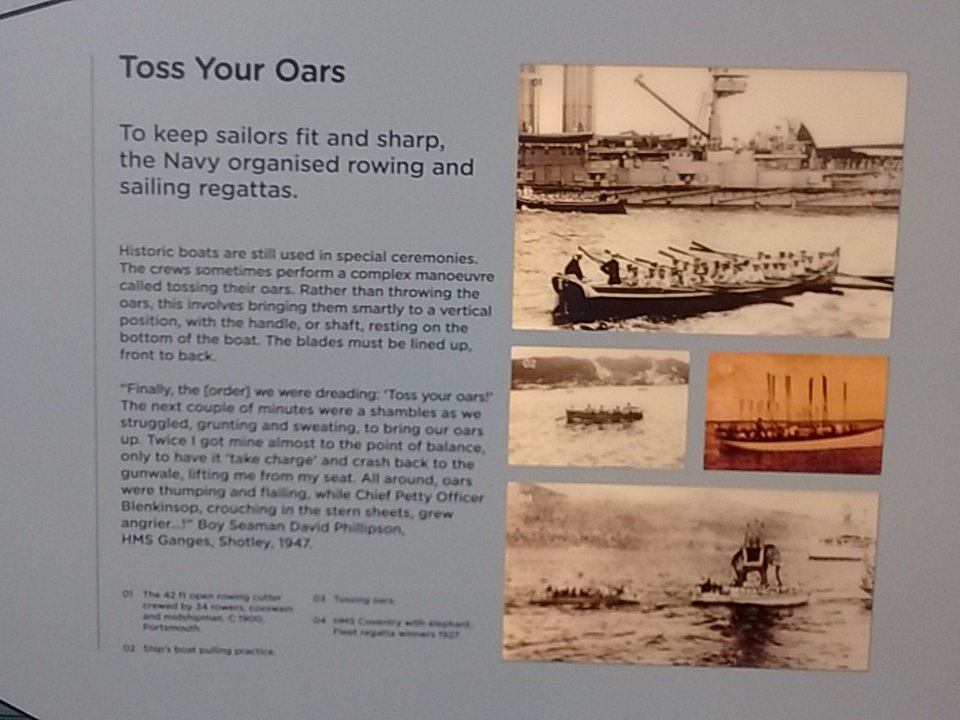 Toss Your Oars
To keep sailors fit and sharp,
the Navy organised rowing and
sailing regattas.
Historic boats are still used in special ceremonies.
The crews sometimes perform a complex manoeuvre
called tossing their oars. Rather than throwing the
oars, this involves bringing them smartly to a vertical
position, with the handle, or shaft, resting on the
bottom of the boat. The blades must be lined up,
front to back.
"Finally, the [order] we were dreading: 'Toss your oars!'
The next couple of minutes were a shambles as we
struggled, grunting and sweating, to bring our oars
up. Twice I got mine almost to the point of balance,
only to have it 'take charge' and crash back to the
gunwale, lifting me from my seat. All around, oars
were thumping and flailing, while Chief Petty Officer
Blenkinsop, crouching in the stern sheets, grew
angrier...!" Boy Seaman David Phillipson,
HMS Ganges, Shotley, 1947.
01 The 42 ft open rowing cutter
crewed by 34 rowers, coxswain
and midshipman. C 1900,
Portsmouth.
02 Ship's boat pulling practice.
03 Tossing oars.
04 HMS Coventry with elephant,
Fleet regatta winners 1927.
01
02
03